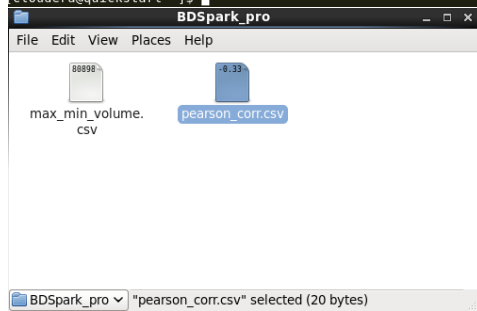 cloudera@quickstart ~]$
BDSpark_pro
File Edit View Places Help
80898
-0.33
max_min_volume.
csv
pearson_corr.csv
BDSpark_pro "pearson_corr.csv" selected (20 bytes)